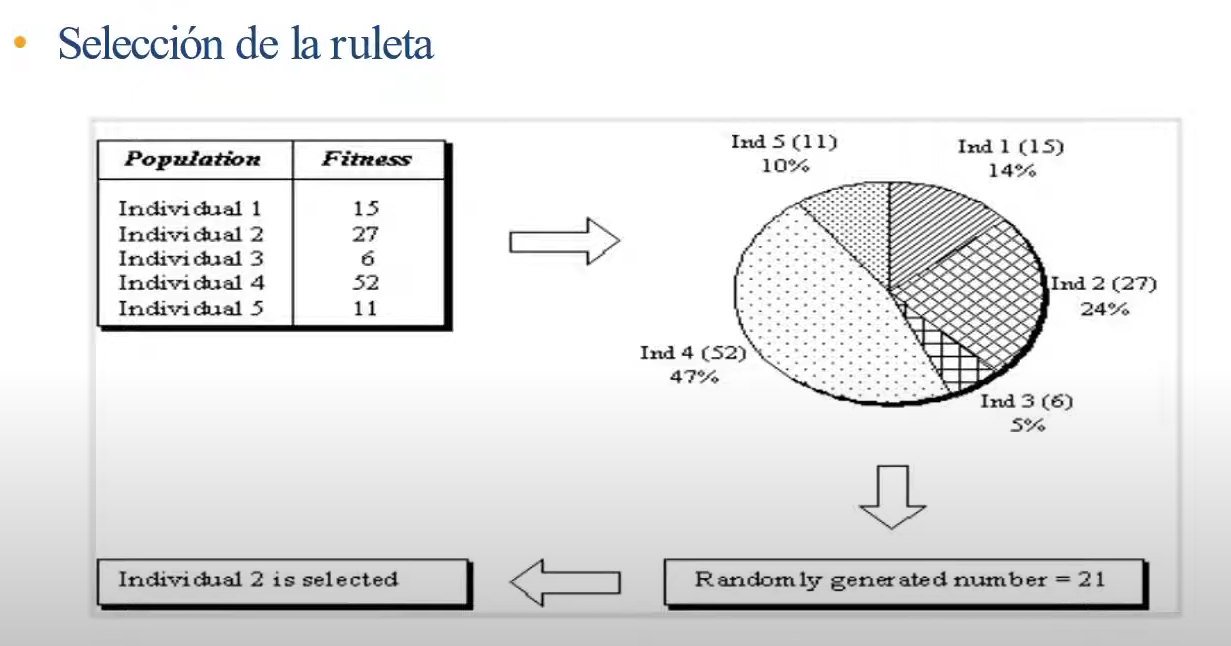 • Selección de la ruleta
Population Fitness
Individual 1 15
Individual 2 27
Individual 3 6
Individual 4 52
Individual 5 11
Ind 5 (11)
10%
Ind 1 (15)
14%
Ind 2 (27)
24%
Ind 4 (52)
47%
Ind 3 (6)
5%
Randomly generated number = 21
Individual 2 is selected